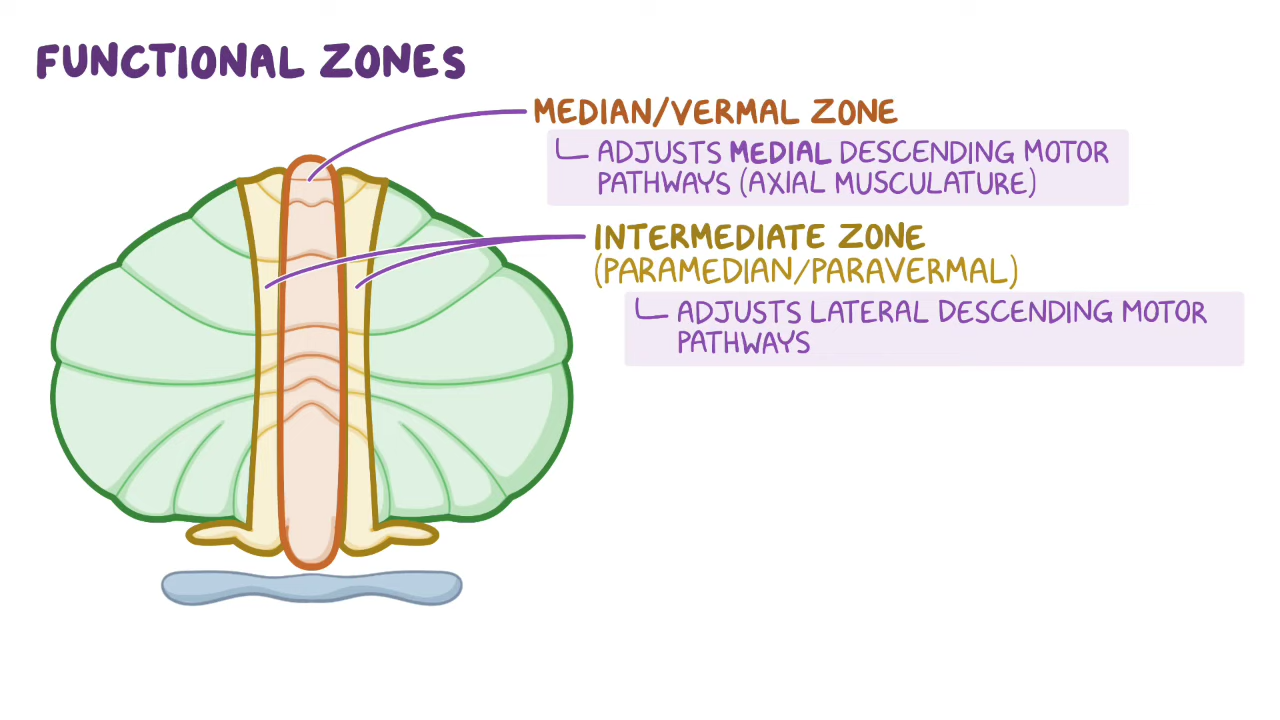 FUNCTIONAL ZONES
MEDIAN/VERMAL ZONE
ADJUSTS MEDIAL DESCENDING MOTOR
PATHWAYS (AXIAL MUSCULATURE)
INTERMEDIATE ZONE
(PARAMEDIAN/PARAVERMAL)
ADJUSTS LATERAL DESCENDING MOTOR
PATHWAYS